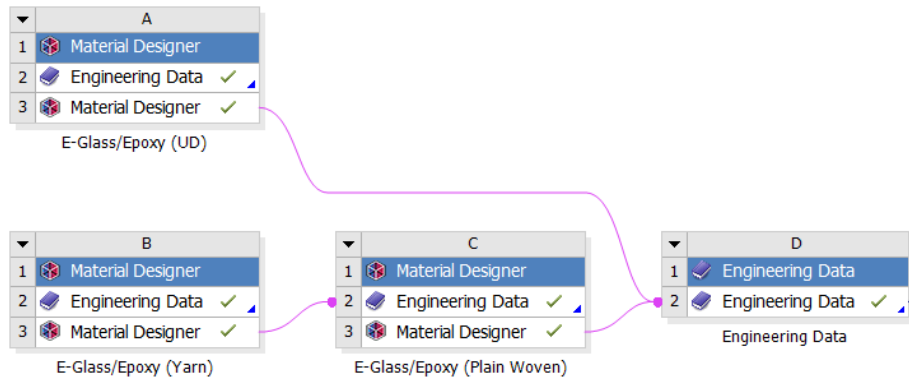 A
1 Material Designer
2 Engineering Data
3 Material Designer
E-Glass/Epoxy (UD)
B
1 Material Designer
2 Engineering Data
3 Material Designer
E-Glass/Epoxy (Yarn)
C
1 Material Designer
2 Engineering Data
3 Material Designer
E-Glass/Epoxy (Plain Woven)
D
1 Engineering Data
2 Engineering Data
Engineering Data